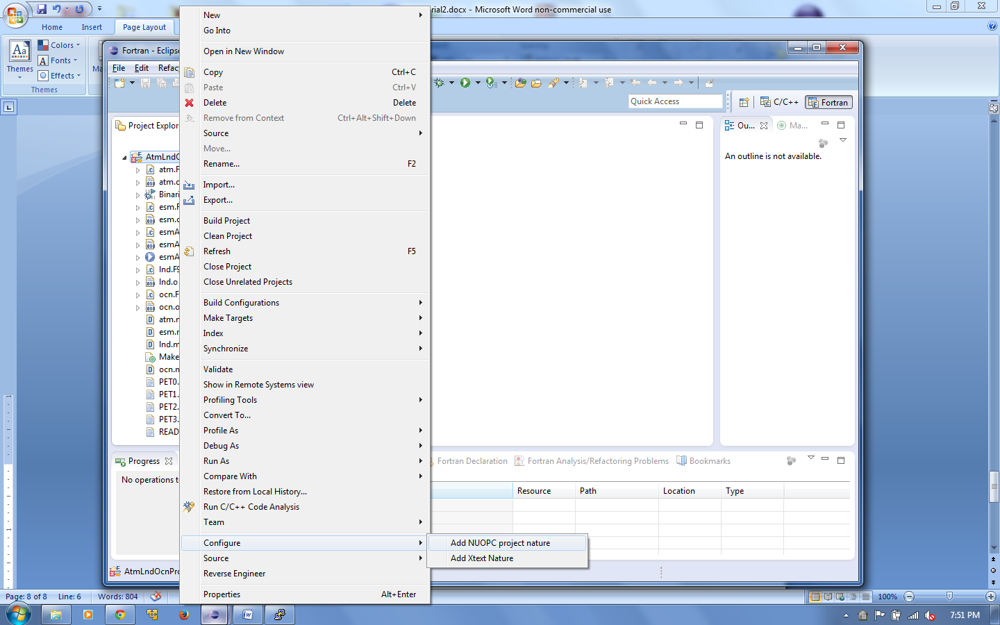 rial2.docx - Microsoft Word non-commercial use
Home Insert Page Layout
Aa Themes
Colors
Fonts
Effects
Themes
Ma
Fortran - Eclipse
File Edit Refac
Quick Access
C/C++ Fortran
Project Explor
AtmLndOc
atm.F
atm.o
Binari
esm.F
esm.o
esmA
esmA
esmA
lnd.F9
lnd.o
ocn.F
ocn.o
atm.n
esm.n
lnd.m
Make
ocn.n
PET0.
PET1.
PET2.
PET3.
READ
New
Go Into
Open in New Window
Copy Ctrl+C
Paste Ctrl+V
Delete Delete
Remove from Context Ctrl+Alt+Shift+Down
Source
Move...
Rename... F2
Import...
Export...
Build Project
Clean Project
Refresh F5
Close Project
Close Unrelated Projects
Build Configurations
Make Targets
Index
Synchronize
Validate
Show in Remote Systems view
Profiling Tools
Convert To...
Profile As
Debug As
Run As
Compare With
Restore from Local History...
Run C/C++ Code Analysis
Team
Configure
Source
Reverse Engineer
Properties Alt+Enter
Add NUOPC project nature
Add Xtext Nature
Ou... Ma...
An outline is not available.
Progress
No operations t
Fortran Declaration Fortran Analysis/Refactoring Problems Bookmarks
Resource Path Location Type
AtmLndOcnPro
Page: 8 of 8 Line: 6 Words: 804
100%
7:51 PM